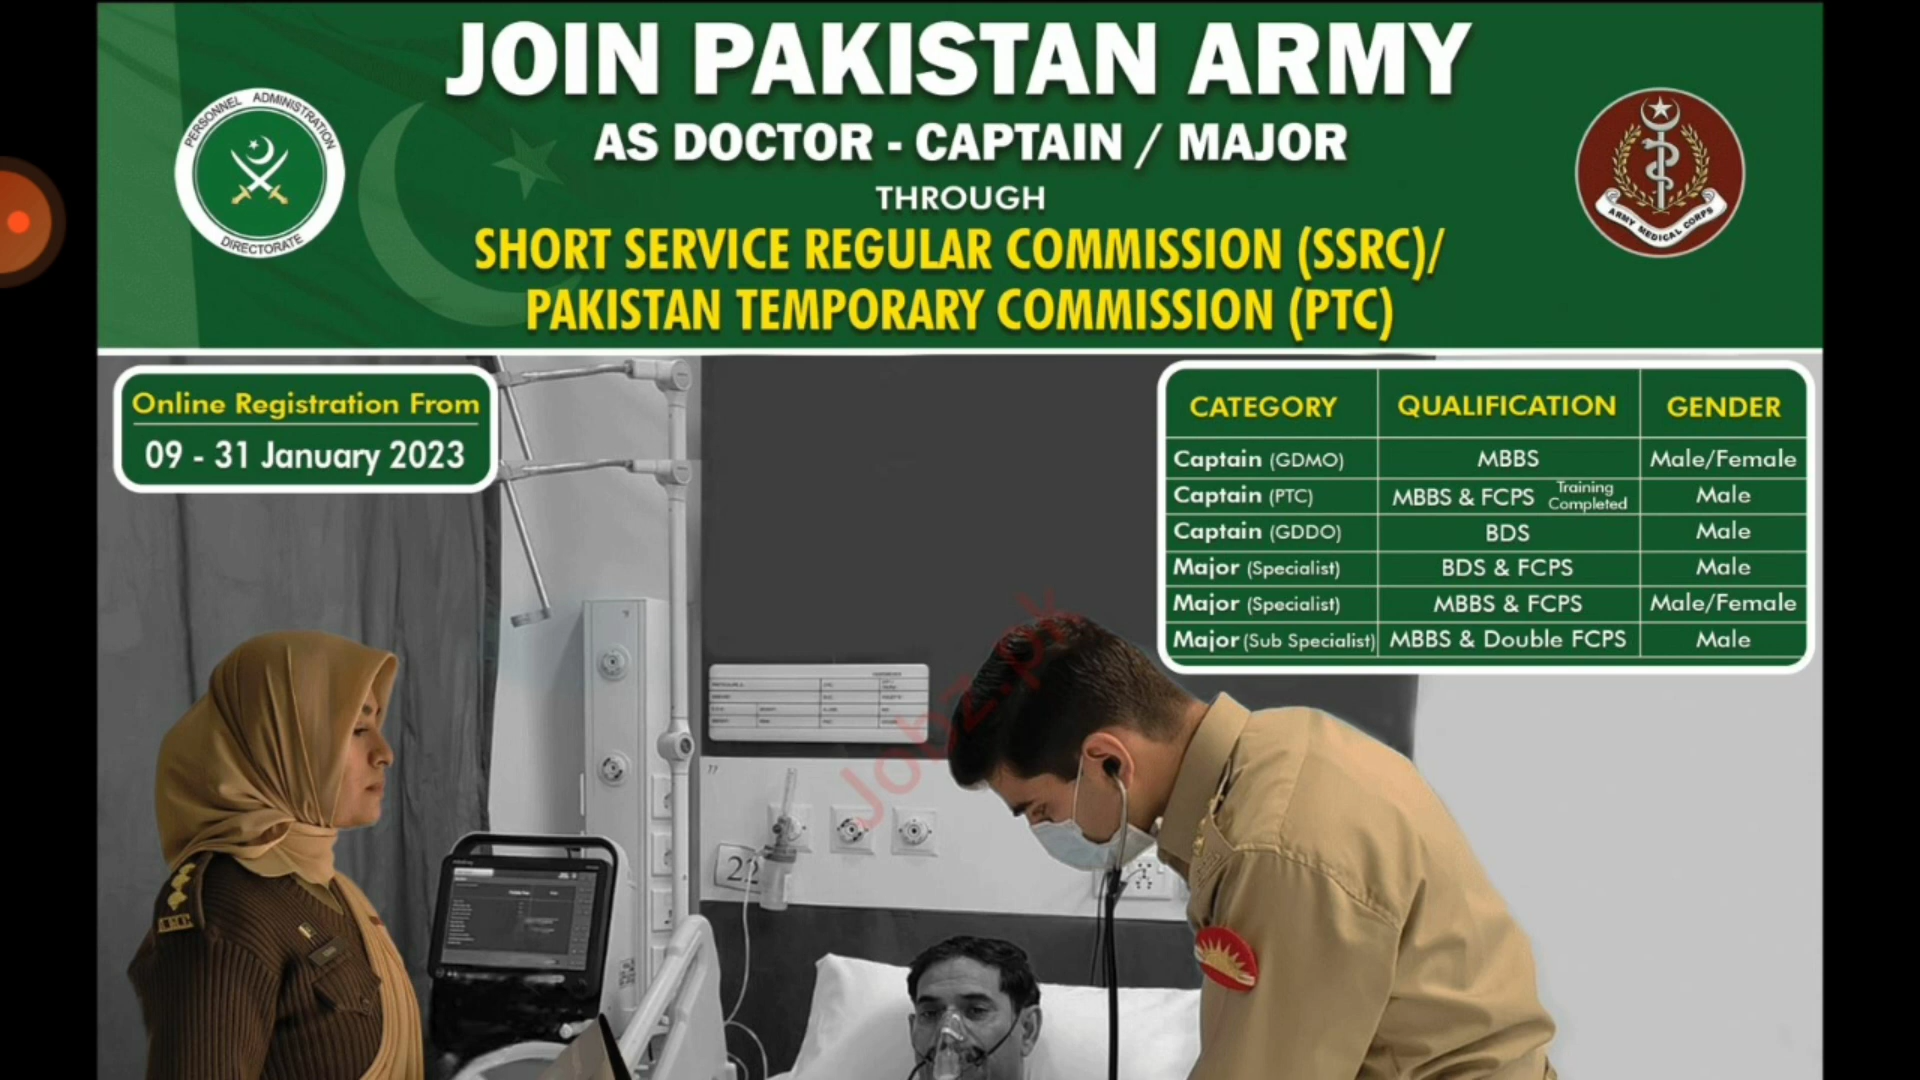 JOIN PAKISTAN ARMY
AS DOCTOR - CAPTAIN / MAJOR
THROUGH
SHORT SERVICE REGULAR COMMISSION (SSRC)/
PAKISTAN TEMPORARY COMMISSION (PTC)
PERSONNEL ADMINISTRATION
DIRECTORATE
ARMY MEDICAL CORPS
Online Registration From
09 - 31 January 2023
CATEGORY QUALIFICATION GENDER
Captain (GDMO) MBBS Male/Female
Captain (PTC) MBBS & FCPS Training Completed Male
Captain (GDDO) BDS Male
Major (Specialist) BDS & FCPS Male
Major (Specialist) MBBS & FCPS Male/Female
Major (Sub Specialist) MBBS & Double FCPS Male
Jobz.pk
22